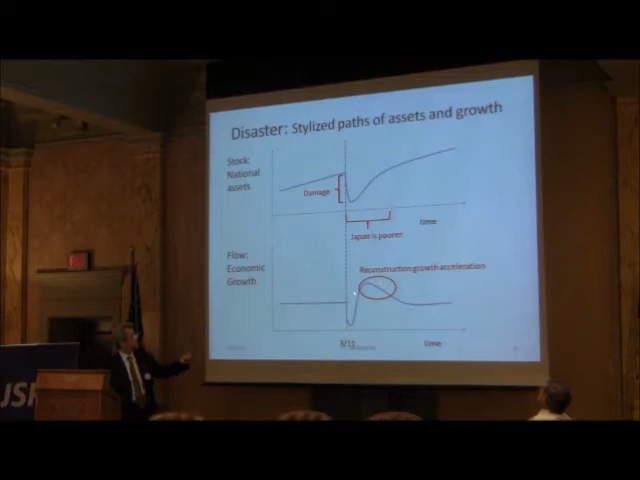 Disaster: Stylized paths of assets and growth
Stock:
National
assets
Damage
time
Japan is poorer
Flow:
Economic
Growth
Reconstruction growth acceleration
3/11
time